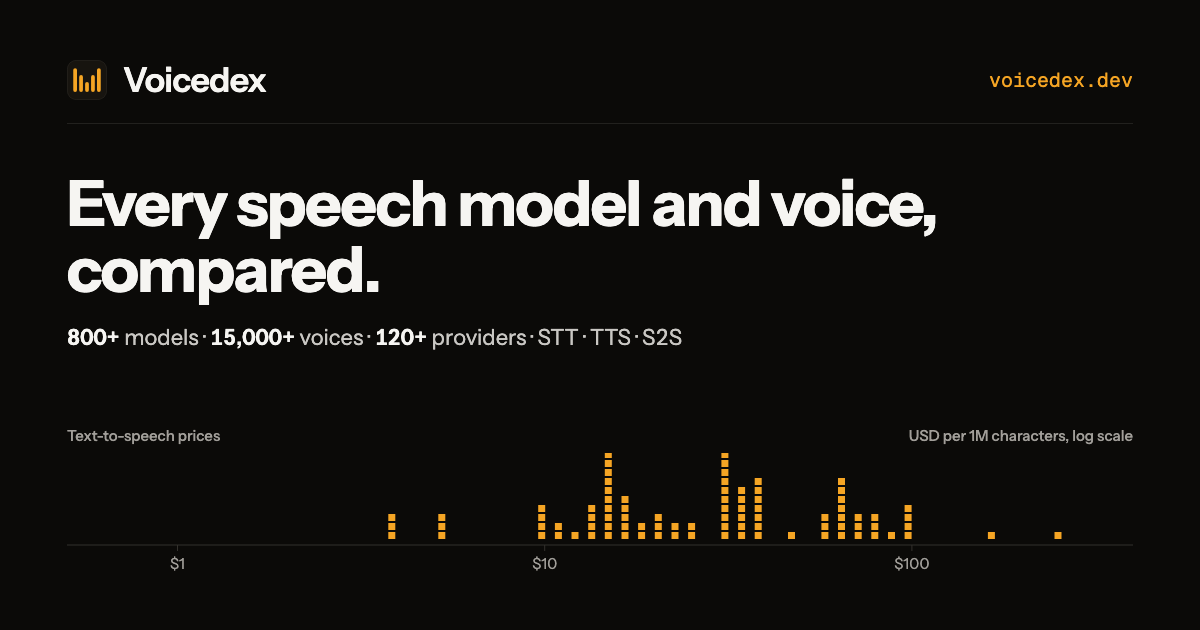 Voicedex
voicedex.dev
Every speech model and voice,
compared.
800+ models · 15,000+ voices · 120+ providers · STT · TTS · S2S
Text-to-speech prices
USD per 1M characters, log scale
$1
$10
$100